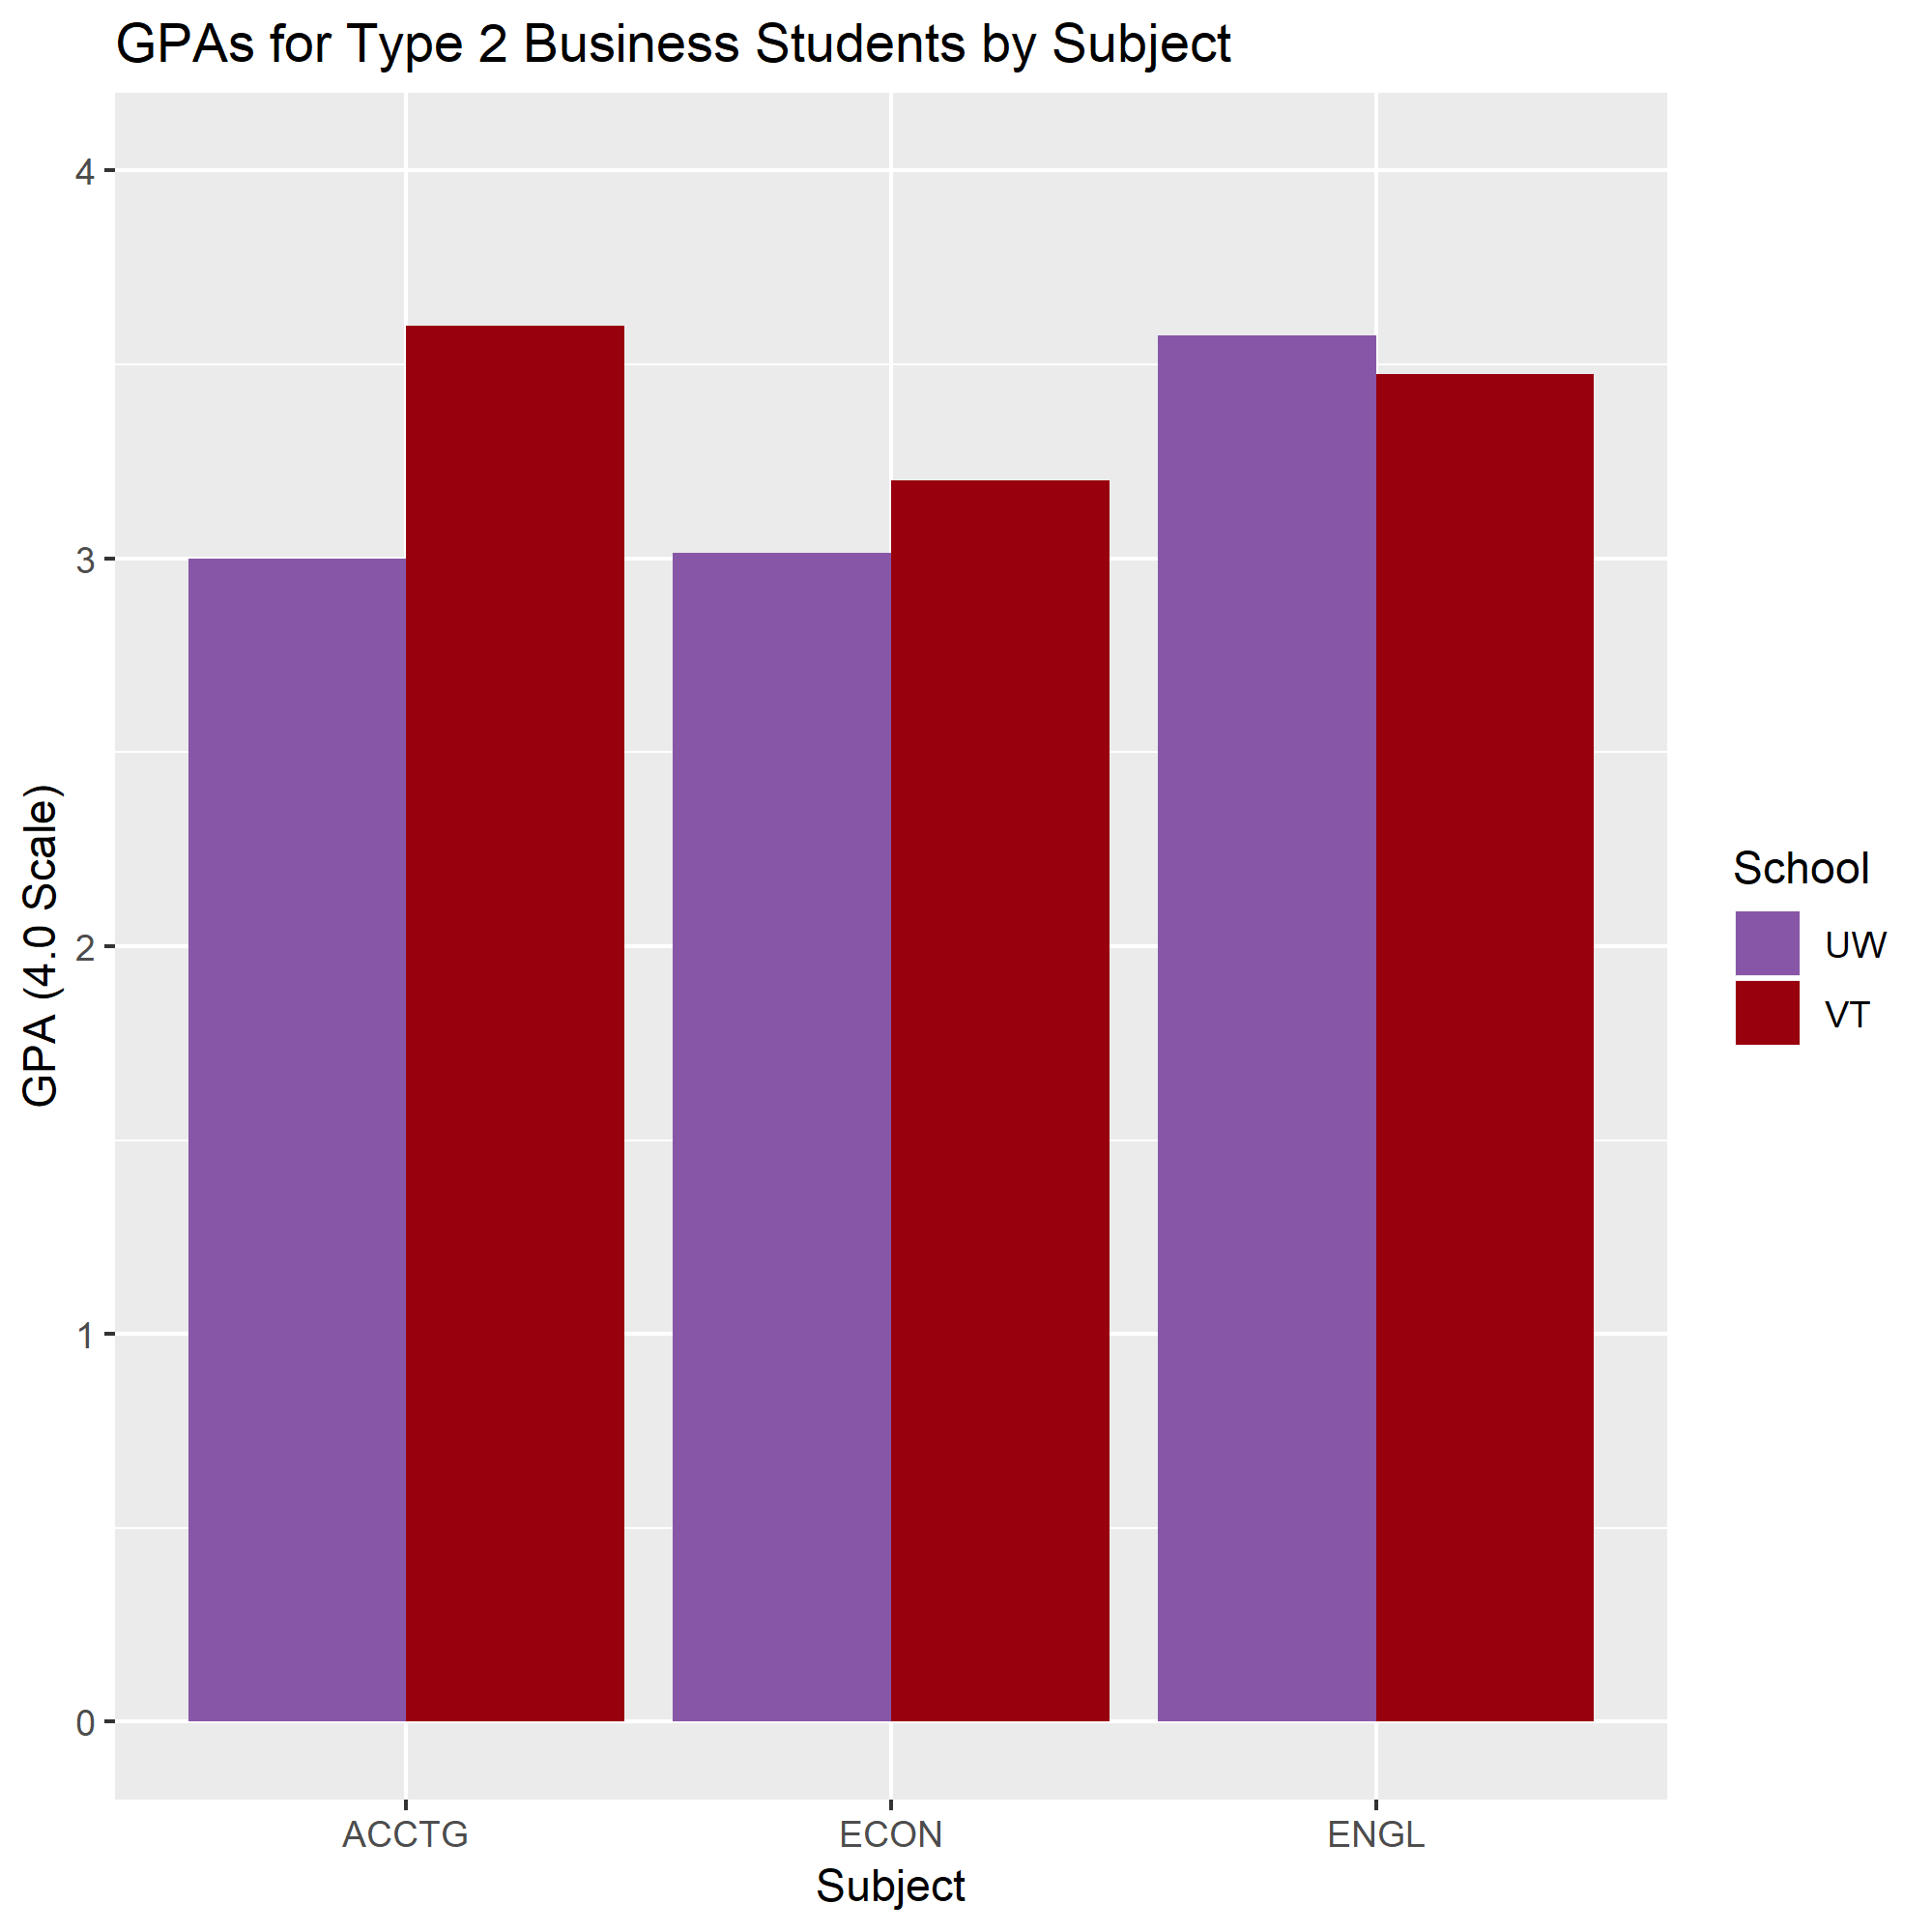 GPAs for Type 2 Business Students by Subject
GPA (4.0 Scale)
4
3
2
1
0
ACCTG
ECON
ENGL
Subject
School
UW
VT